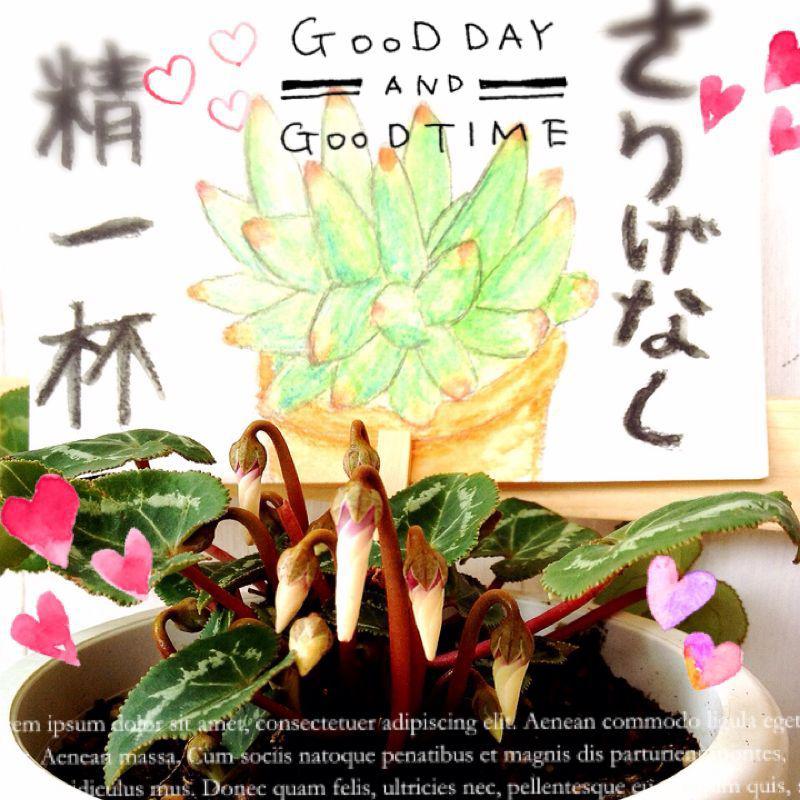 GOOD DAY
AND
GOOD TIME
さりげなし
精一杯
em ipsum dolor sit amet, consectetuer adipiscing elit. Aenean commodo ligula eget
Aenean massa. Cum sociis natoque penatibus et magnis dis parturient montes,
ridiculus mus. Donec quam felis, ultricies nec, pellentesque eu quis,